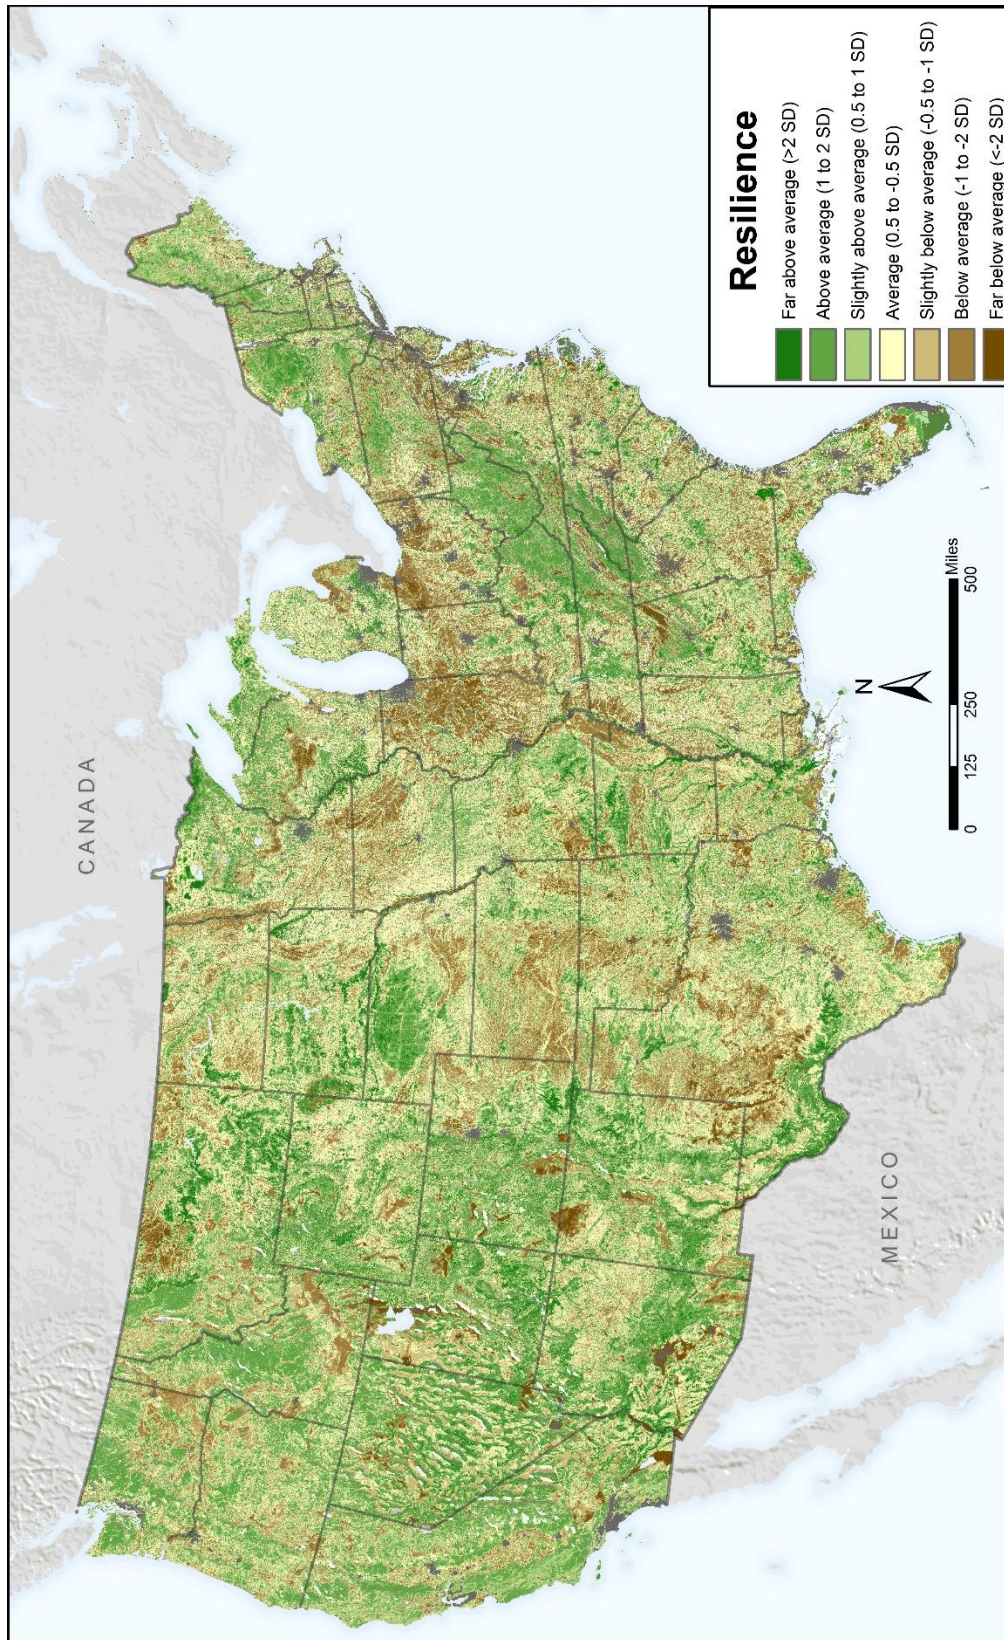 CANADA
MEXICO
N
0 125 250 500
Miles
Resilience
Far above average (>2 SD)
Above average (1 to 2 SD)
Slightly above average (0.5 to 1 SD)
Average (0.5 to -0.5 SD)
Slightly below average (-0.5 to -1 SD)
Below average (-1 to -2 SD)
Far below average (<-2 SD)